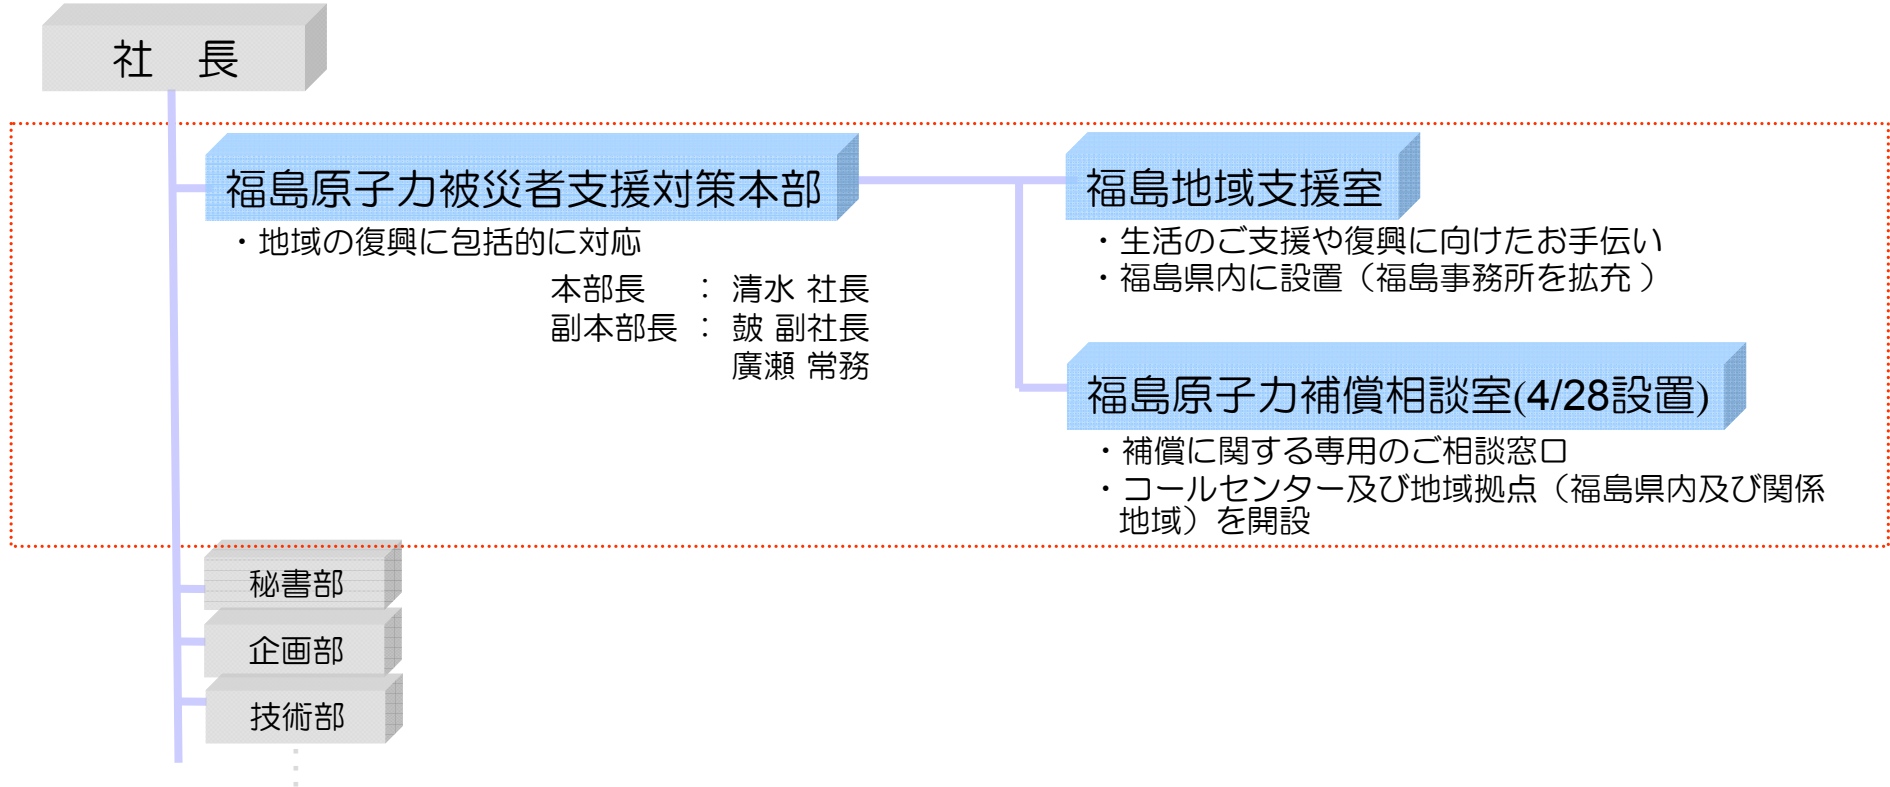 社　長
福島原子力被災者支援対策本部
・地域の復興に包括的に対応
本部長　：清水 社長
副本部長：鼓 副社長
廣瀬 常務
福島地域支援室
・生活のご支援や復興に向けたお手伝い
・福島県内に設置（福島事務所を拡充）
福島原子力補償相談室(4/28設置)
・補償に関する専用のご相談窓口
・コールセンター及び地域拠点（福島県内及び関係
地域）を開設
秘書部
企画部
技術部